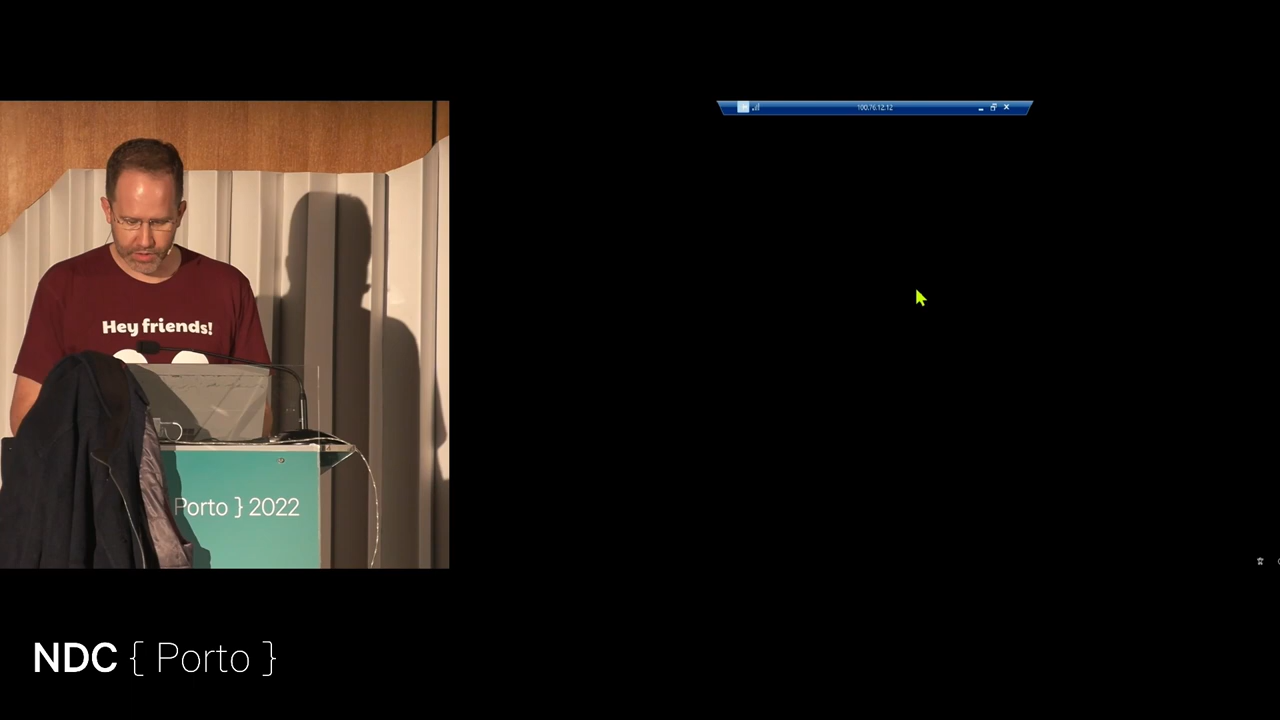 100.76.12.12
Hey friends!
Porto } 2022
NDC { Porto }